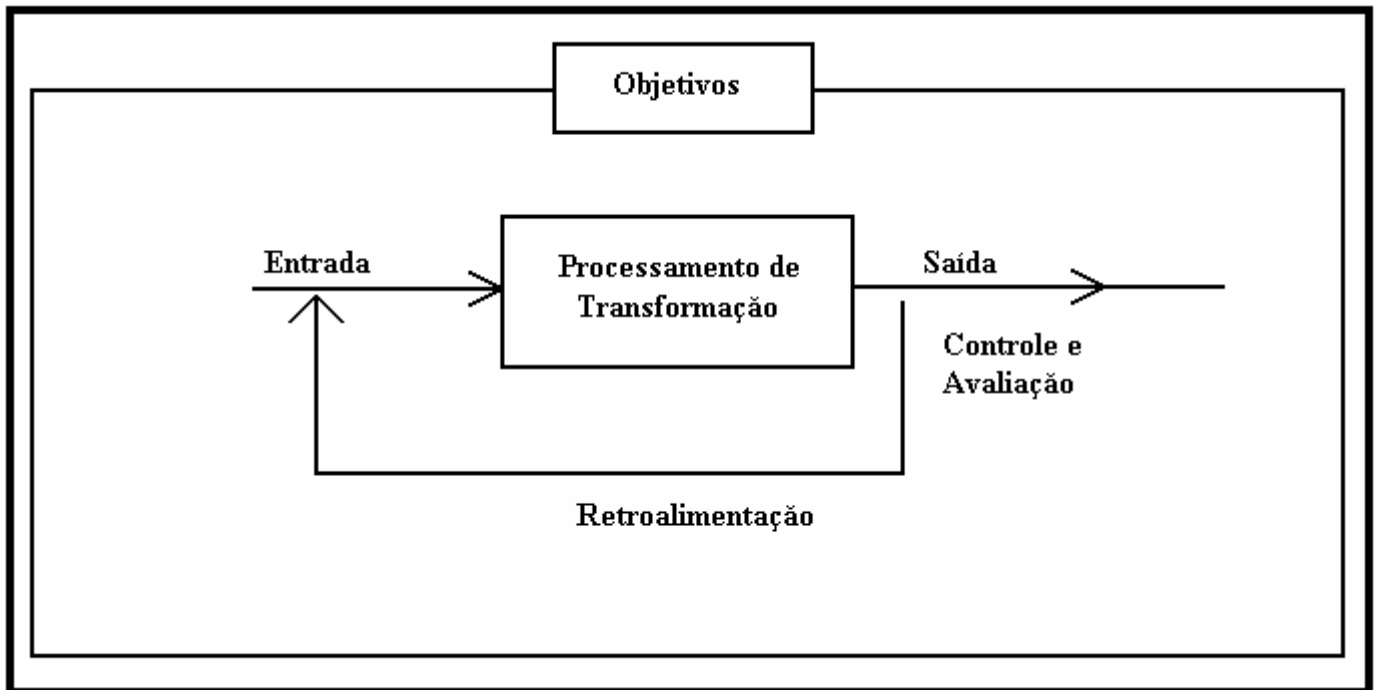 Objetivos
Entrada
Processamento de
Transformação
Saída
Controle e
Avaliação
Retroalimentação